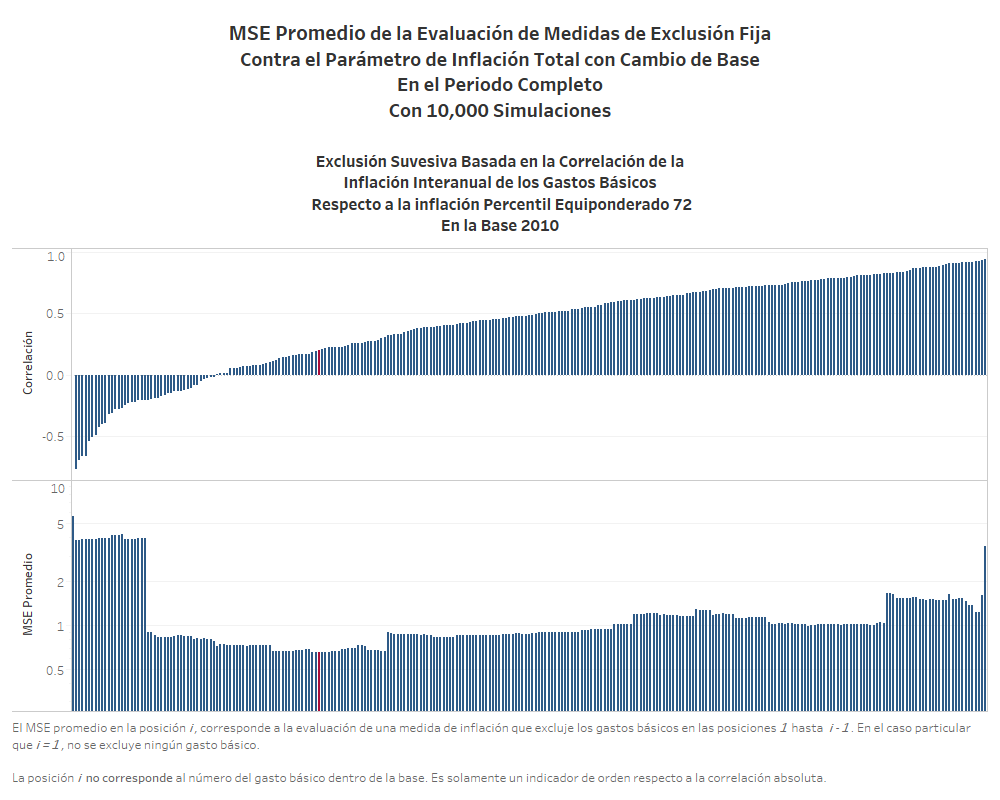 MSE Promedio de la Evaluación de Medidas de Exclusión Fija
Contra el Parámetro de Inflación Total con Cambio de Base
En el Periodo Completo
Con 10,000 Simulaciones
Exclusión Suvesiva Basada en la Correlación de la
Inflación Interanual de los Gastos Básicos
Respecto a la inflación Percentil Equiponderado 72
En la Base 2010
1.0
0.5
0.0
-0.5
Correlación
10
5
2
1
0.5
MSE Promedio
El MSE promedio en la posición i, corresponde a la evaluación de una medida de inflación que excluje los gastos básicos en las posiciones 1 hasta i-1. En el caso particular
que i=1, no se excluye ningún gasto básico.
La posición i no corresponde al número del gasto básico dentro de la base. Es solamente un indicador de orden respecto a la correlación absoluta.